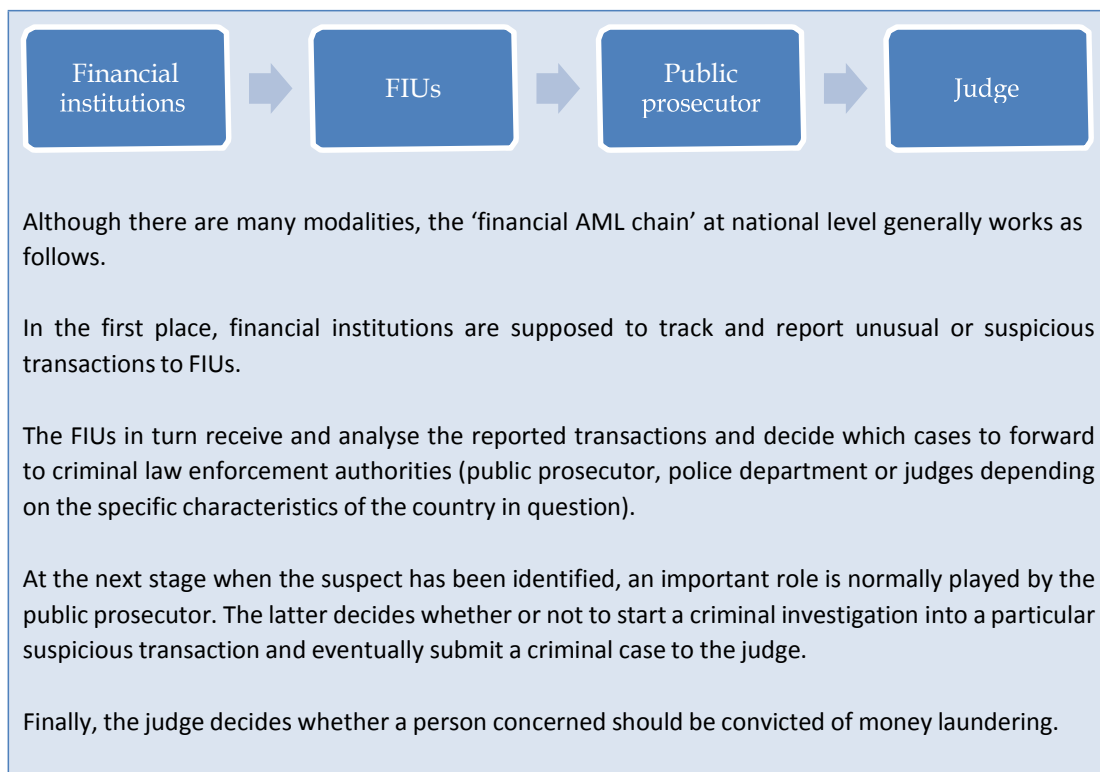 Financial
institutions
FIUs
Public
prosecutor
Judge
Although there are many modalities, the ‘financial AML chain’ at national level generally works as
follows.
In the first place, financial institutions are supposed to track and report unusual or suspicious
transactions to FIUs.
The FIUs in turn receive and analyse the reported transactions and decide which cases to forward
to criminal law enforcement authorities (public prosecutor, police department or judges depending
on the specific characteristics of the country in question).
At the next stage when the suspect has been identified, an important role is normally played by the
public prosecutor. The latter decides whether or not to start a criminal investigation into a particular
suspicious transaction and eventually submit a criminal case to the judge.
Finally, the judge decides whether a person concerned should be convicted of money laundering.